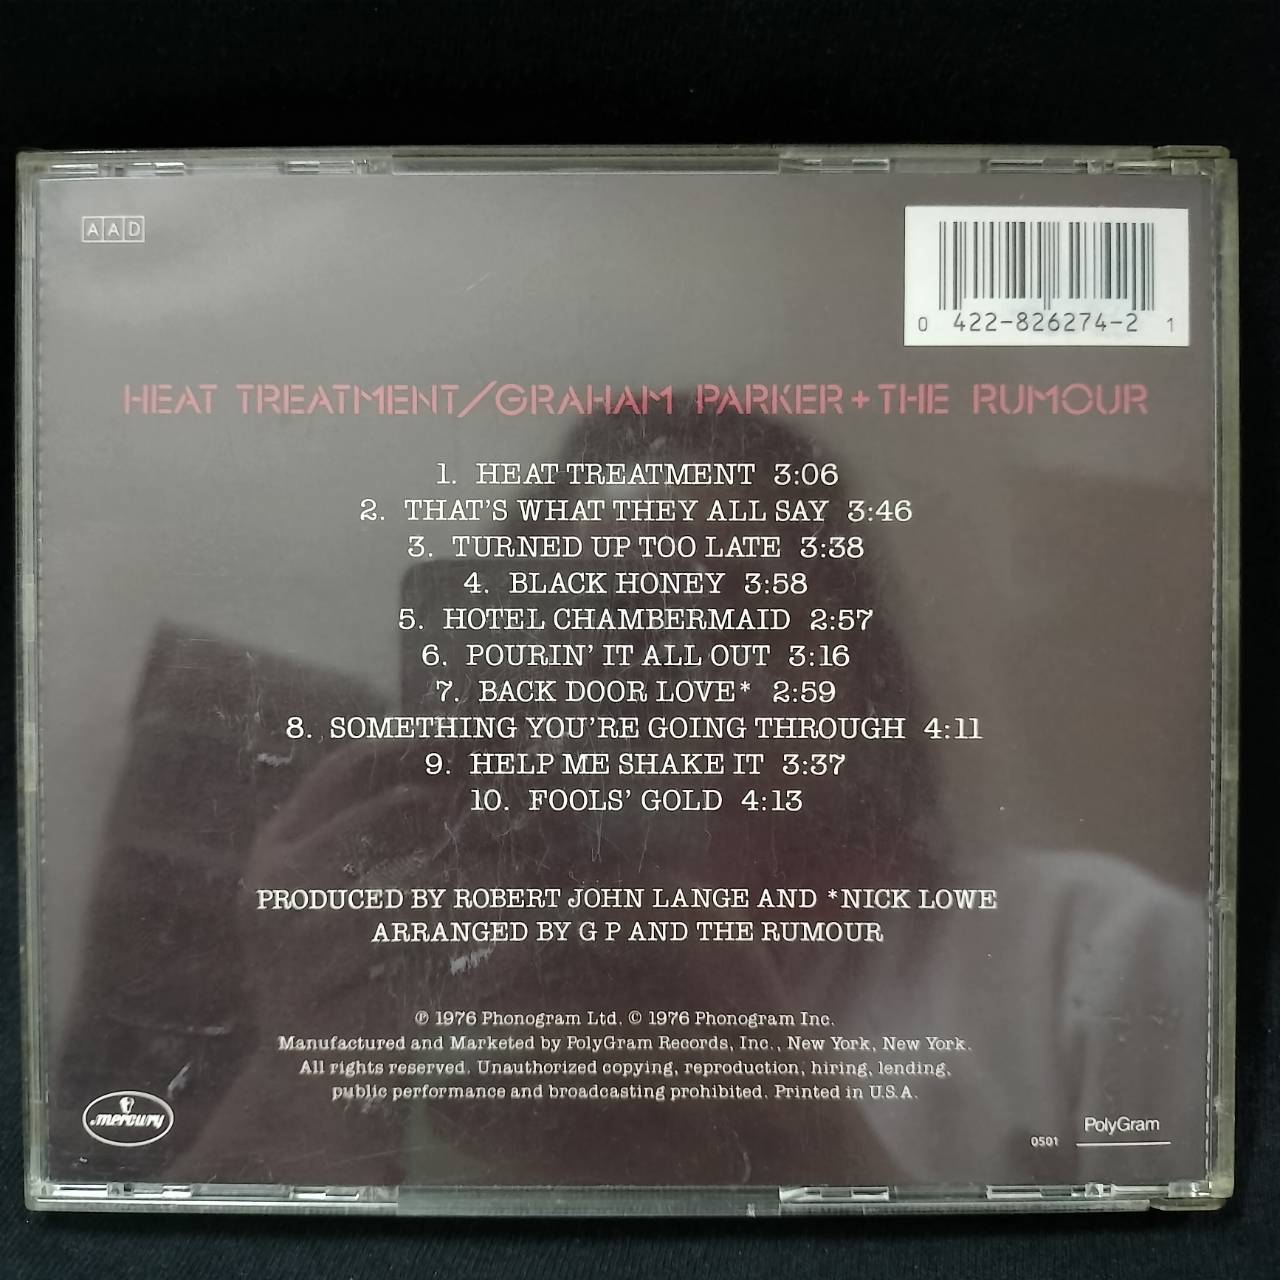 AAD
0 422-826274-2 1
HEAT TREATMENT/GRAHAM PARKER+THE RUMOUR
1. HEAT TREATMENT 3:06
2. THAT'S WHAT THEY ALL SAY 3:46
3. TURNED UP TOO LATE 3:38
4. BLACK HONEY 3:58
5. HOTEL CHAMBERMAID 2:57
6. POURIN' IT ALL OUT 3:16
7. BACK DOOR LOVE* 2:59
8. SOMETHING YOU'RE GOING THROUGH 4:11
9. HELP ME SHAKE IT 3:37
10. FOOLS' GOLD 4:13
PRODUCED BY ROBERT JOHN LANGE AND *NICK LOWE
ARRANGED BY G P AND THE RUMOUR
℗ 1976 Phonogram Ltd. © 1976 Phonogram Inc.
Manufactured and Marketed by PolyGram Records, Inc., New York, New York.
All rights reserved. Unauthorized copying, reproduction, hiring, lending,
public performance and broadcasting prohibited. Printed in U.S.A.
mercury
0501
PolyGram